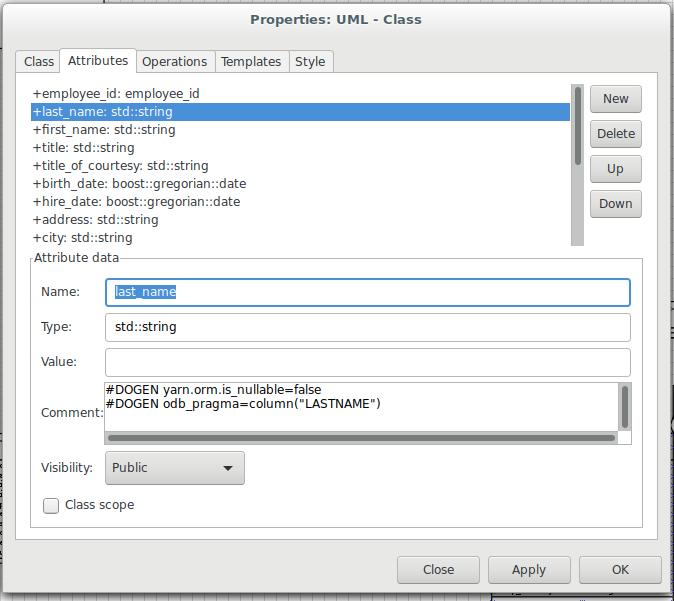 Properties: UML - Class
Class Attributes Operations Templates Style
+employee_id: employee_id
+last_name: std::string
+first_name: std::string
+title: std::string
+title_of_courtesy: std::string
+birth_date: boost::gregorian::date
+hire_date: boost::gregorian::date
+address: std::string
+city: std::string
New
Delete
Up
Down
Attribute data
Name: last_name
Type: std::string
Value:
Comment:
#DOGEN yarn.orm.is_nullable=false
#DOGEN odb_pragma=column("LASTNAME")
Visibility: Public
Class scope
Close Apply OK